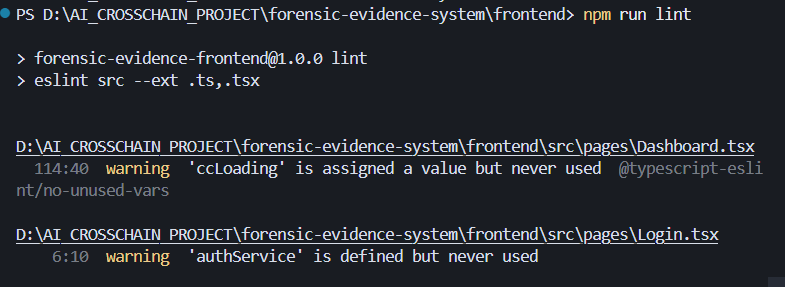 PS D:\AI_CROSSCHAIN_PROJECT\forensic-evidence-system\frontend> npm run lint
> forensic-evidence-frontend@1.0.0 lint
> eslint src --ext .ts,.tsx
D:\AI_CROSSCHAIN_PROJECT\forensic-evidence-system\frontend\src\pages\Dashboard.tsx
114:40 warning 'ccLoading' is assigned a value but never used @typescript-esli
nt/no-unused-vars
D:\AI_CROSSCHAIN_PROJECT\forensic-evidence-system\frontend\src\pages\Login.tsx
6:10 warning 'authService' is defined but never used